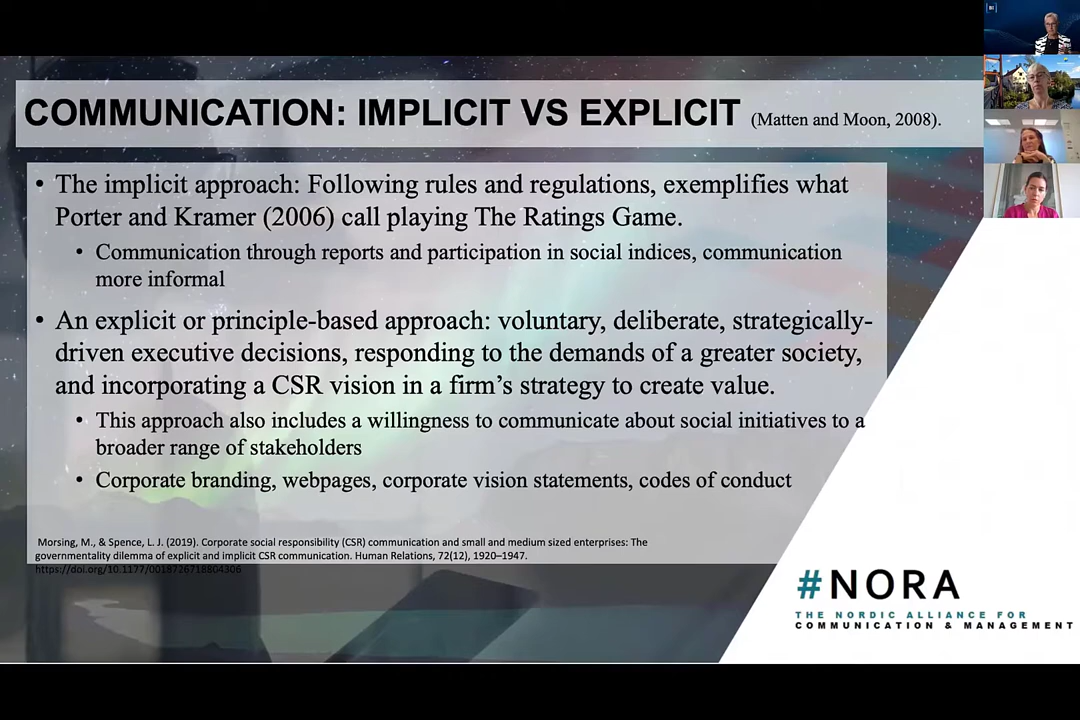 COMMUNICATION: IMPLICIT VS EXPLICIT (Matten and Moon, 2008).
• The implicit approach: Following rules and regulations, exemplifies what
Porter and Kramer (2006) call playing The Ratings Game.
• Communication through reports and participation in social indices, communication
more informal
• An explicit or principle-based approach: voluntary, deliberate, strategically-
driven executive decisions, responding to the demands of a greater society,
and incorporating a CSR vision in a firm's strategy to create value.
• This approach also includes a willingness to communicate about social initiatives to a
broader range of stakeholders
• Corporate branding, webpages, corporate vision statements, codes of conduct
Morsing, M., & Spence, L. J. (2019). Corporate social responsibility (CSR) communication and small and medium sized enterprises: The
governmentality dilemma of explicit and implicit CSR communication. Human Relations, 72(12), 1920–1947.
https://doi.org/10.1177/0018726718804306
#NORA
THE NORDIC ALLIANCE FOR
COMMUNICATION & MANAGEMENT